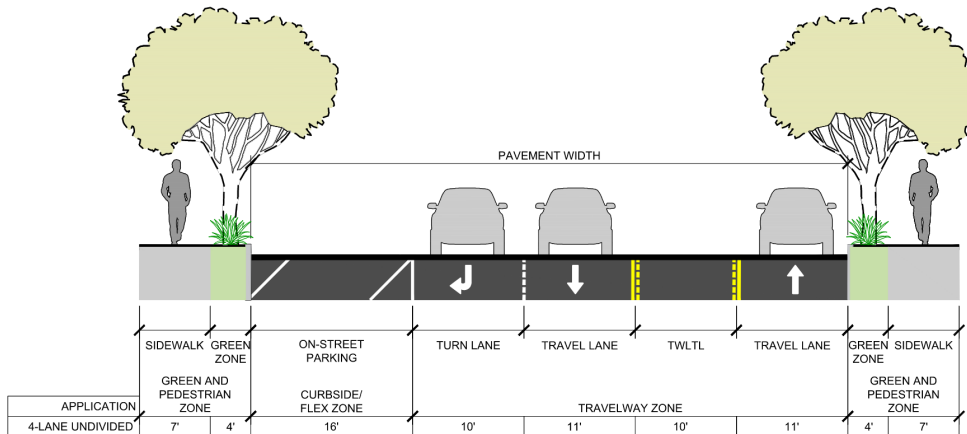 PAVEMENT WIDTH
SIDEWALK GREEN ZONE ON-STREET PARKING TURN LANE TRAVEL LANE TWLTL TRAVEL LANE GREEN ZONE SIDEWALK
GREEN AND PEDESTRIAN ZONE CURBSIDE/ FLEX ZONE TRAVELWAY ZONE GREEN AND PEDESTRIAN ZONE
APPLICATION
4-LANE UNDIVIDED 7' 4' 16' 10' 11' 10' 11' 4' 7'